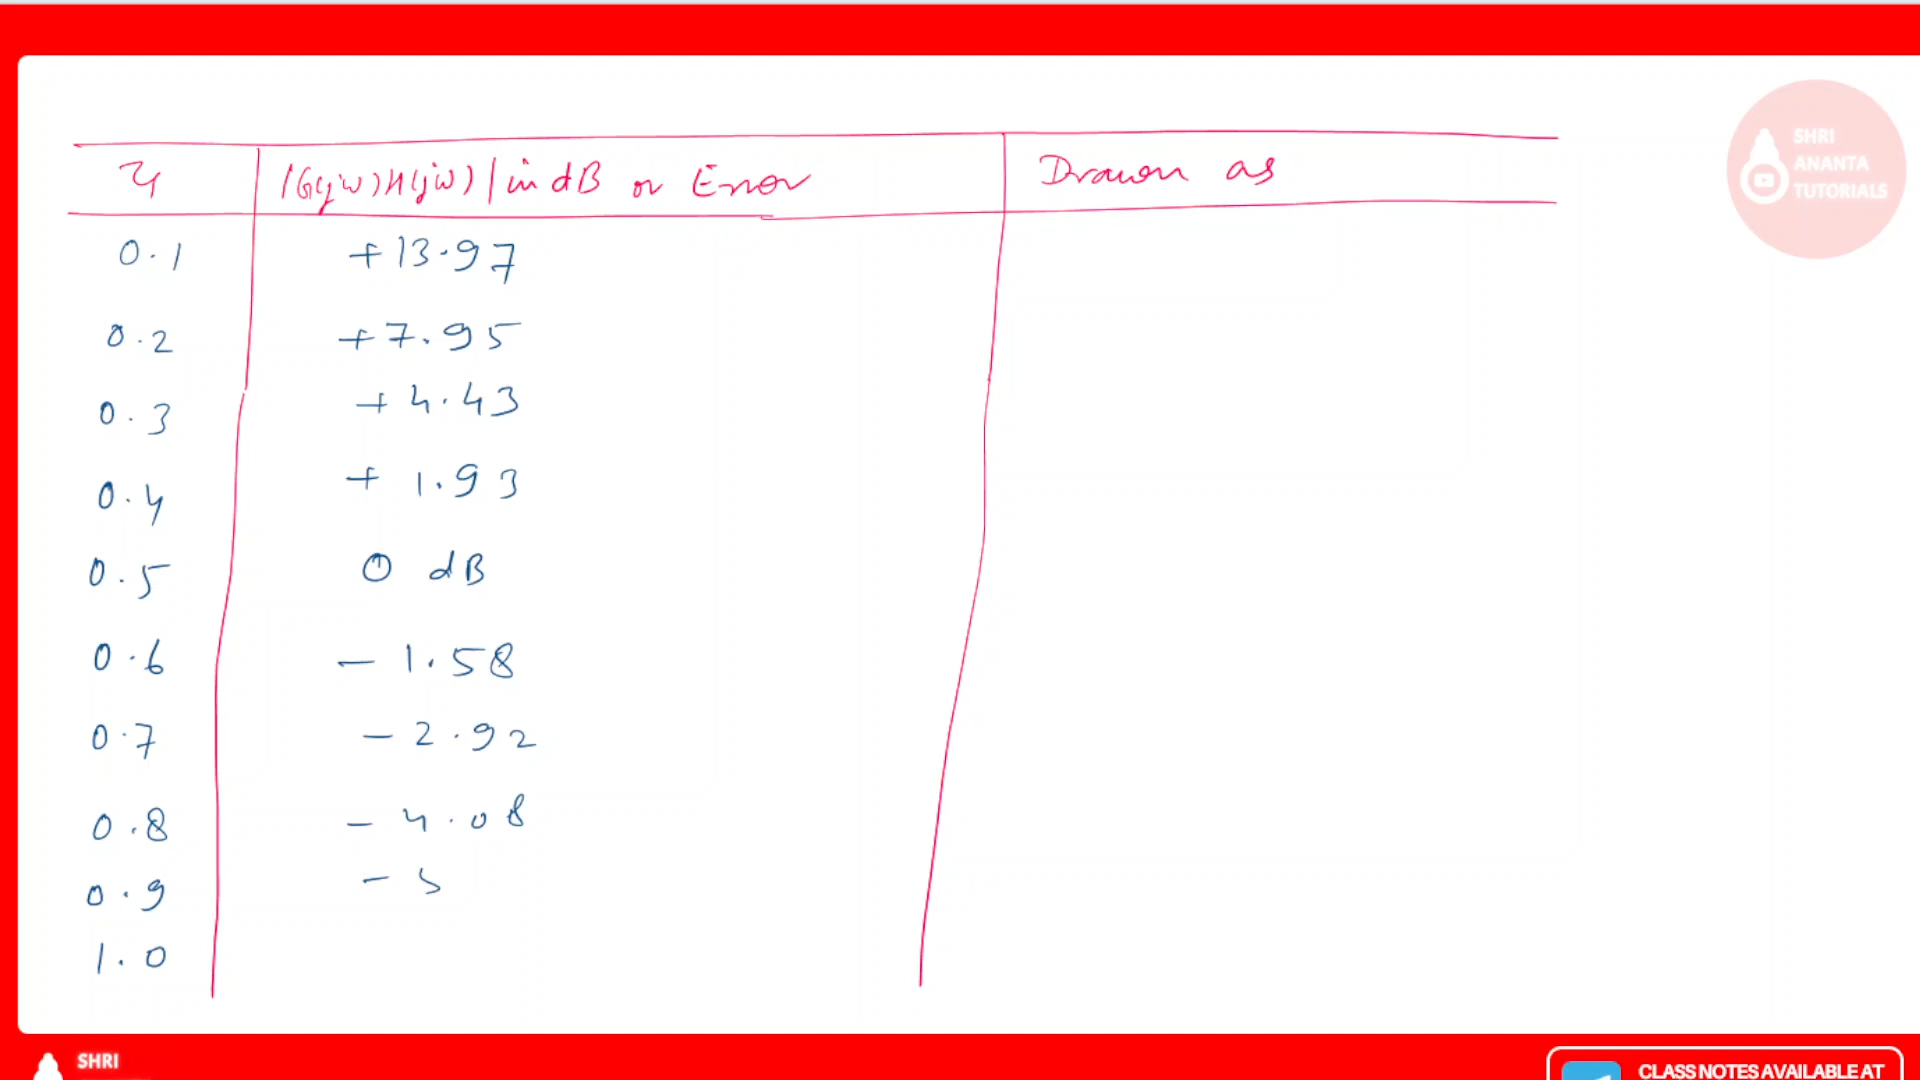 ξ |G(jω)H(jω)| in dB or Error Drawn as
0.1 +13.97
0.2 +7.95
0.3 +4.43
0.4 + 1.93
0.5 0 dB
0.6 - 1.58
0.7 - 2.92
0.8 - 4.08
0.9 - 5
1.0
SHRI
ANANTA
TUTORIALS
SHRI
CLASS NOTES AVAILABLE AT